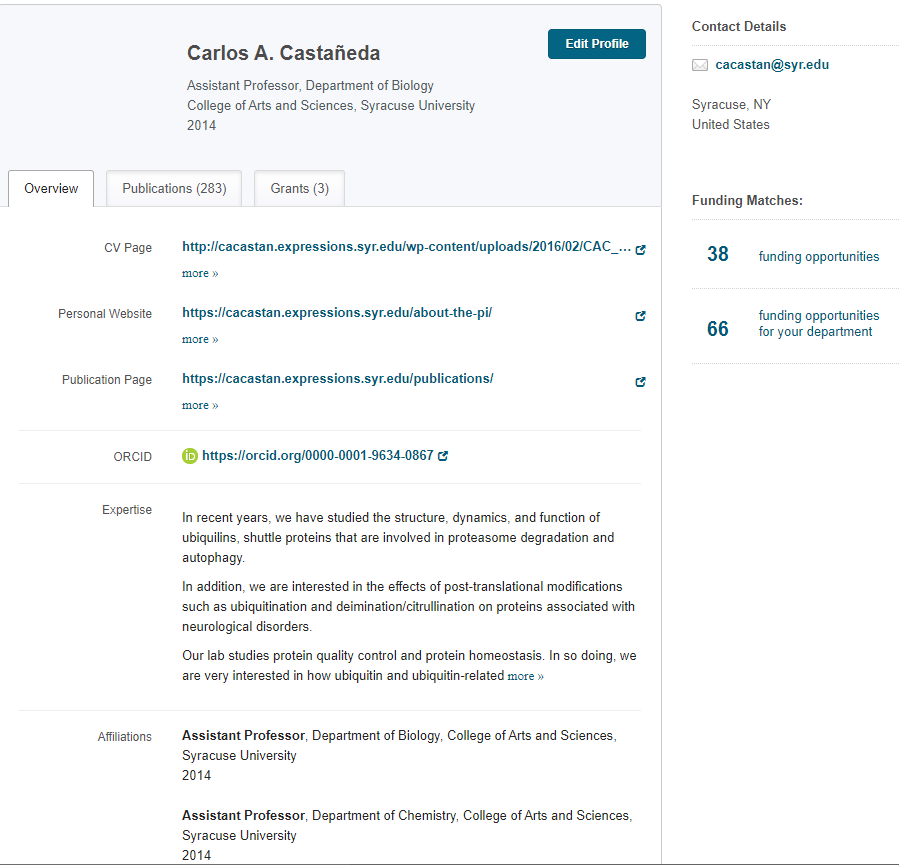 Carlos A. Castañeda
Edit Profile
Assistant Professor, Department of Biology
College of Arts and Sciences, Syracuse University
2014
Overview
Publications (283)
Grants (3)
CV Page
http://cacastan.expressions.syr.edu/wp-content/uploads/2016/02/CAC_...
more »
Personal Website
https://cacastan.expressions.syr.edu/about-the-pi/
more »
Publication Page
https://cacastan.expressions.syr.edu/publications/
more »
ORCID
iD https://orcid.org/0000-0001-9634-0867
Expertise
In recent years, we have studied the structure, dynamics, and function of
ubiquilins, shuttle proteins that are involved in proteasome degradation and
autophagy.
In addition, we are interested in the effects of post-translational modifications
such as ubiquitination and deimination/citrullination on proteins associated with
neurological disorders.
Our lab studies protein quality control and protein homeostasis. In so doing, we
are very interested in how ubiquitin and ubiquitin-related more »
Affiliations
Assistant Professor, Department of Biology, College of Arts and Sciences,
Syracuse University
2014
Assistant Professor, Department of Chemistry, College of Arts and Sciences,
Syracuse University
2014
Contact Details
cacastan@syr.edu
Syracuse, NY
United States
Funding Matches:
38 funding opportunities
66 funding opportunities
for your department